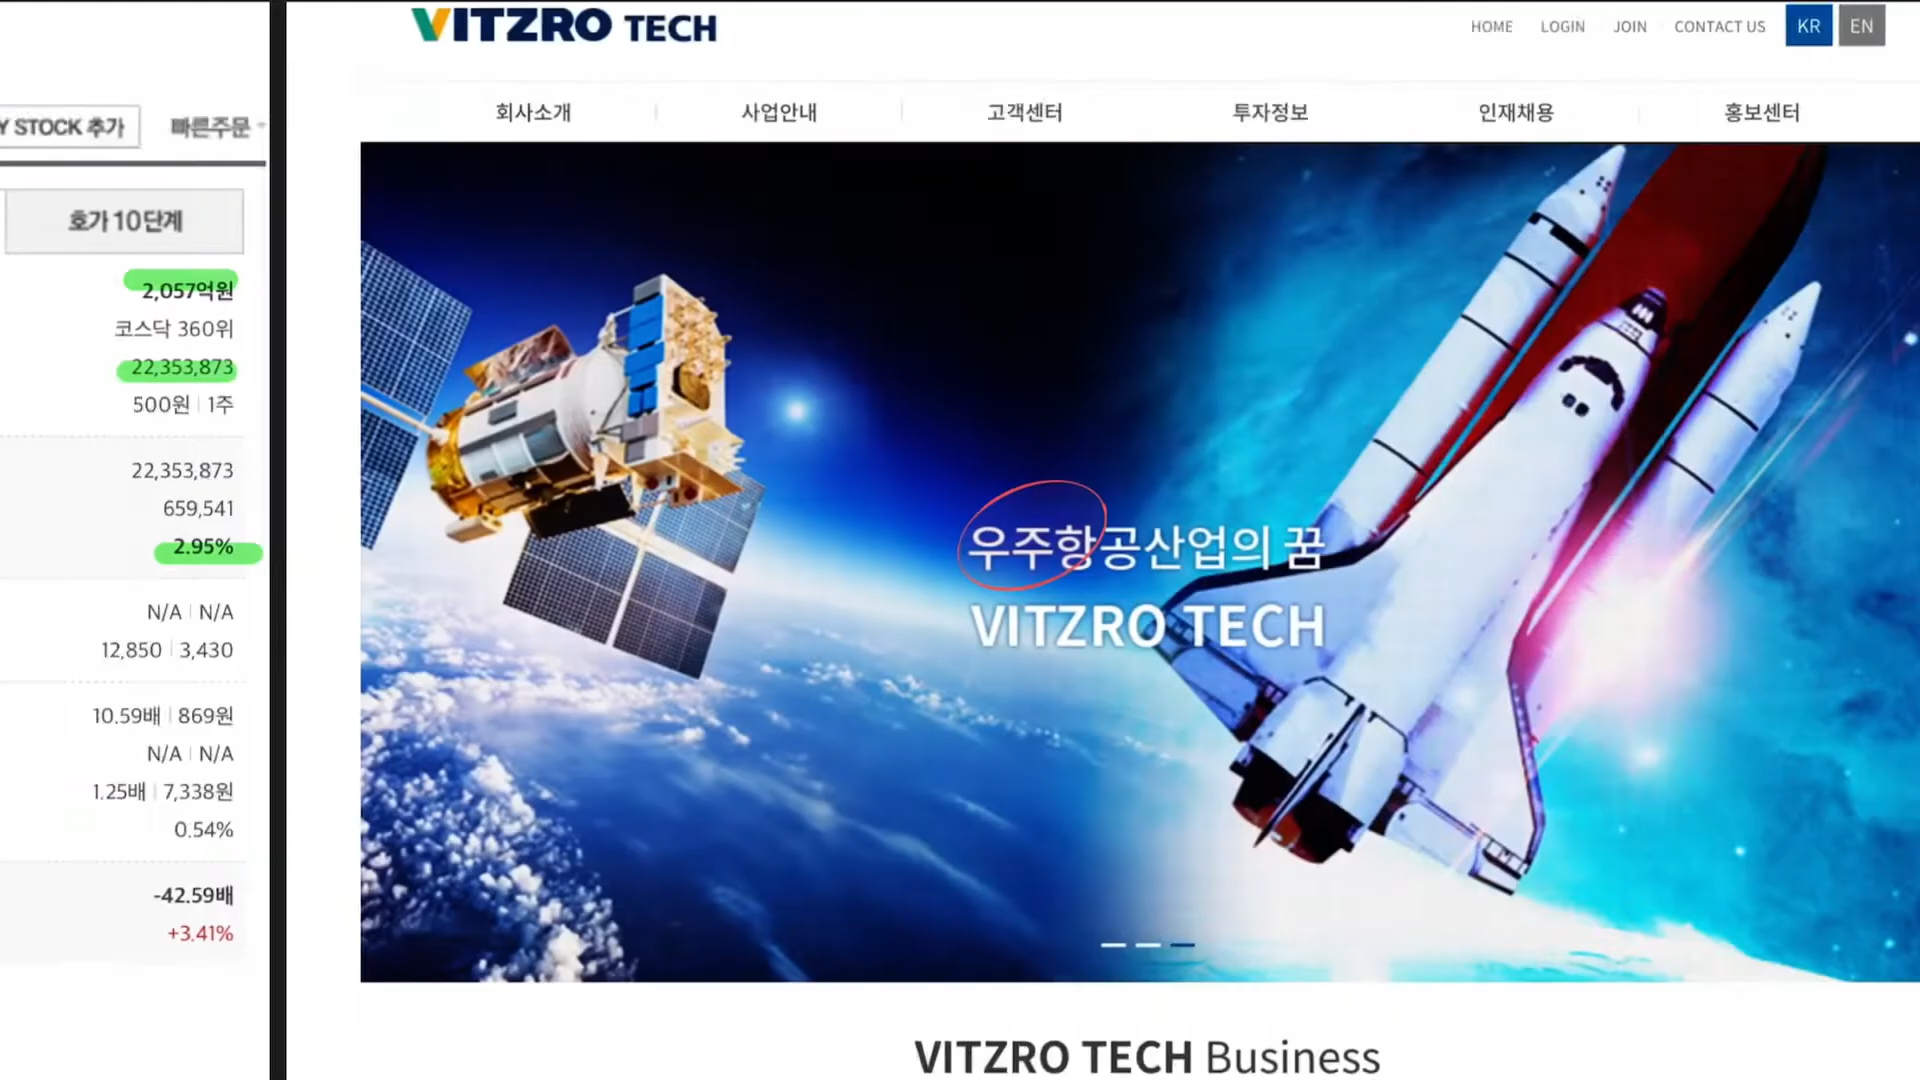 Y STOCK 추가
빠른주문
호가 10단계
2,057억원
코스닥 360위
22,353,873
500원 | 1주
22,353,873
659,541
2.95%
N/A | N/A
12,850 | 3,430
10.59배 | 869원
N/A | N/A
1.25배 | 7,338원
0.54%
-42.59배
+3.41%
VITZRO TECH
HOME
LOGIN
JOIN
CONTACT US
KR
EN
회사소개
사업안내
고객센터
투자정보
인재채용
홍보센터
우주항공산업의 꿈
VITZRO TECH
VITZRO TECH Business